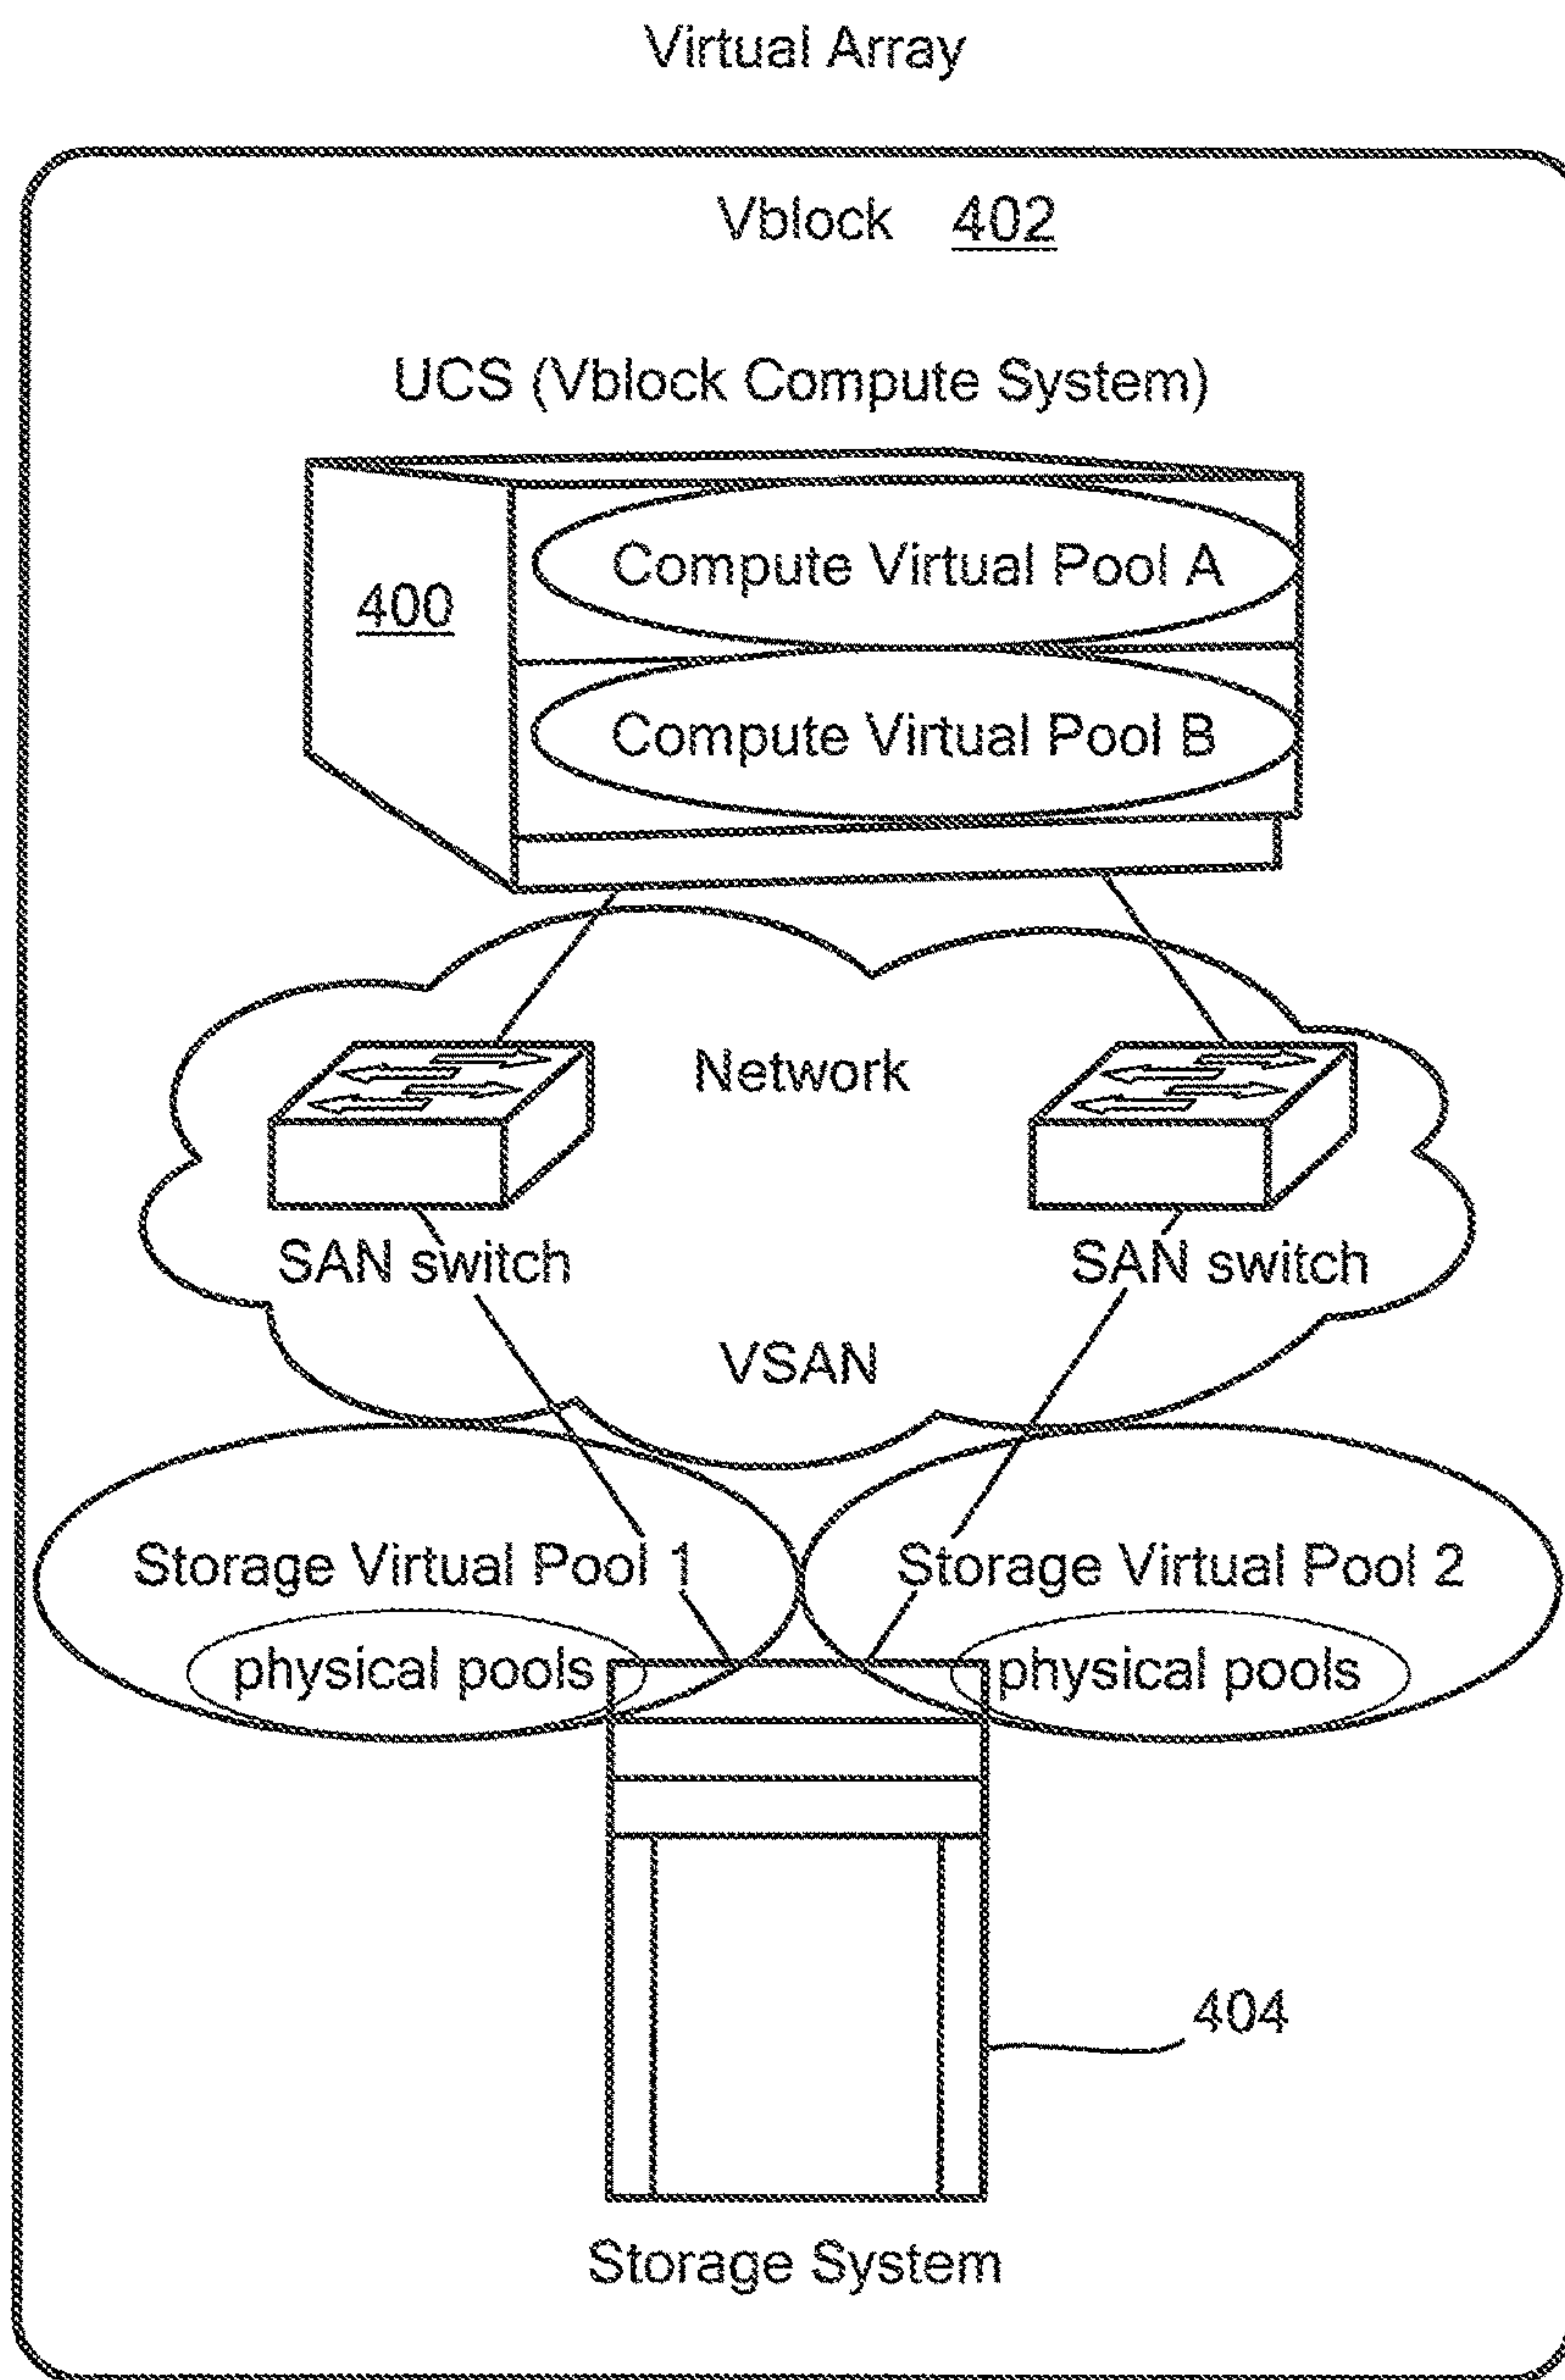 Virtual Array
Vblock 402
UCS (Vblock Compute System)
Compute Virtual Pool A
400
Compute Virtual Pool B
Network
SAN switch
SAN switch
VSAN
Storage Virtual Pool 1
Storage Virtual Pool 2
physical pools
physical pools
404
Storage System